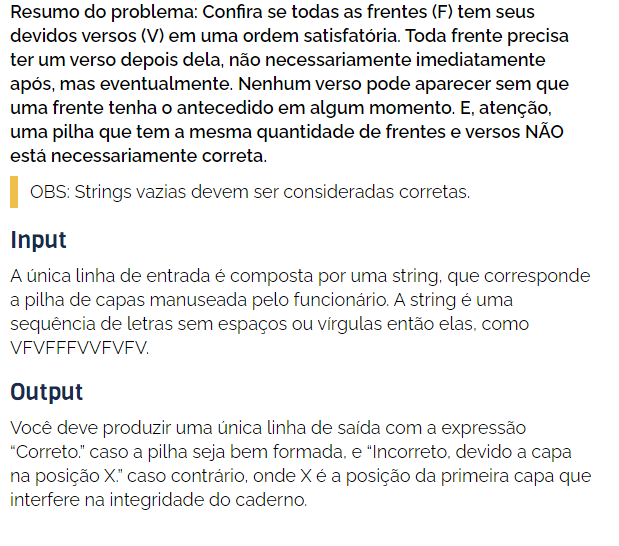 Resumo do problema: Confira se todas as frentes (F) tem seus
devidos versos (V) em uma ordem satisfatória. Toda frente precisa
ter um verso depois dela, não necessariamente imediatamente
após, mas eventualmente. Nenhum verso pode aparecer sem que
uma frente tenha o antecedido em algum momento. E, atenção,
uma pilha que tem a mesma quantidade de frentes e versos NÃO
está necessariamente correta.
OBS: Strings vazias devem ser consideradas corretas.
Input
A única linha de entrada é composta por uma string, que corresponde
a pilha de capas manuseada pelo funcionário. A string é uma
sequência de letras sem espaços ou vírgulas então elas, como
VFVFFFVVFVFV.
Output
Você deve produzir uma única linha de saída com a expressão
“Correto.” caso a pilha seja bem formada, e “Incorreto, devido a capa
na posição X.” caso contrário, onde X é a posição da primeira capa que
interfere na integridade do caderno.